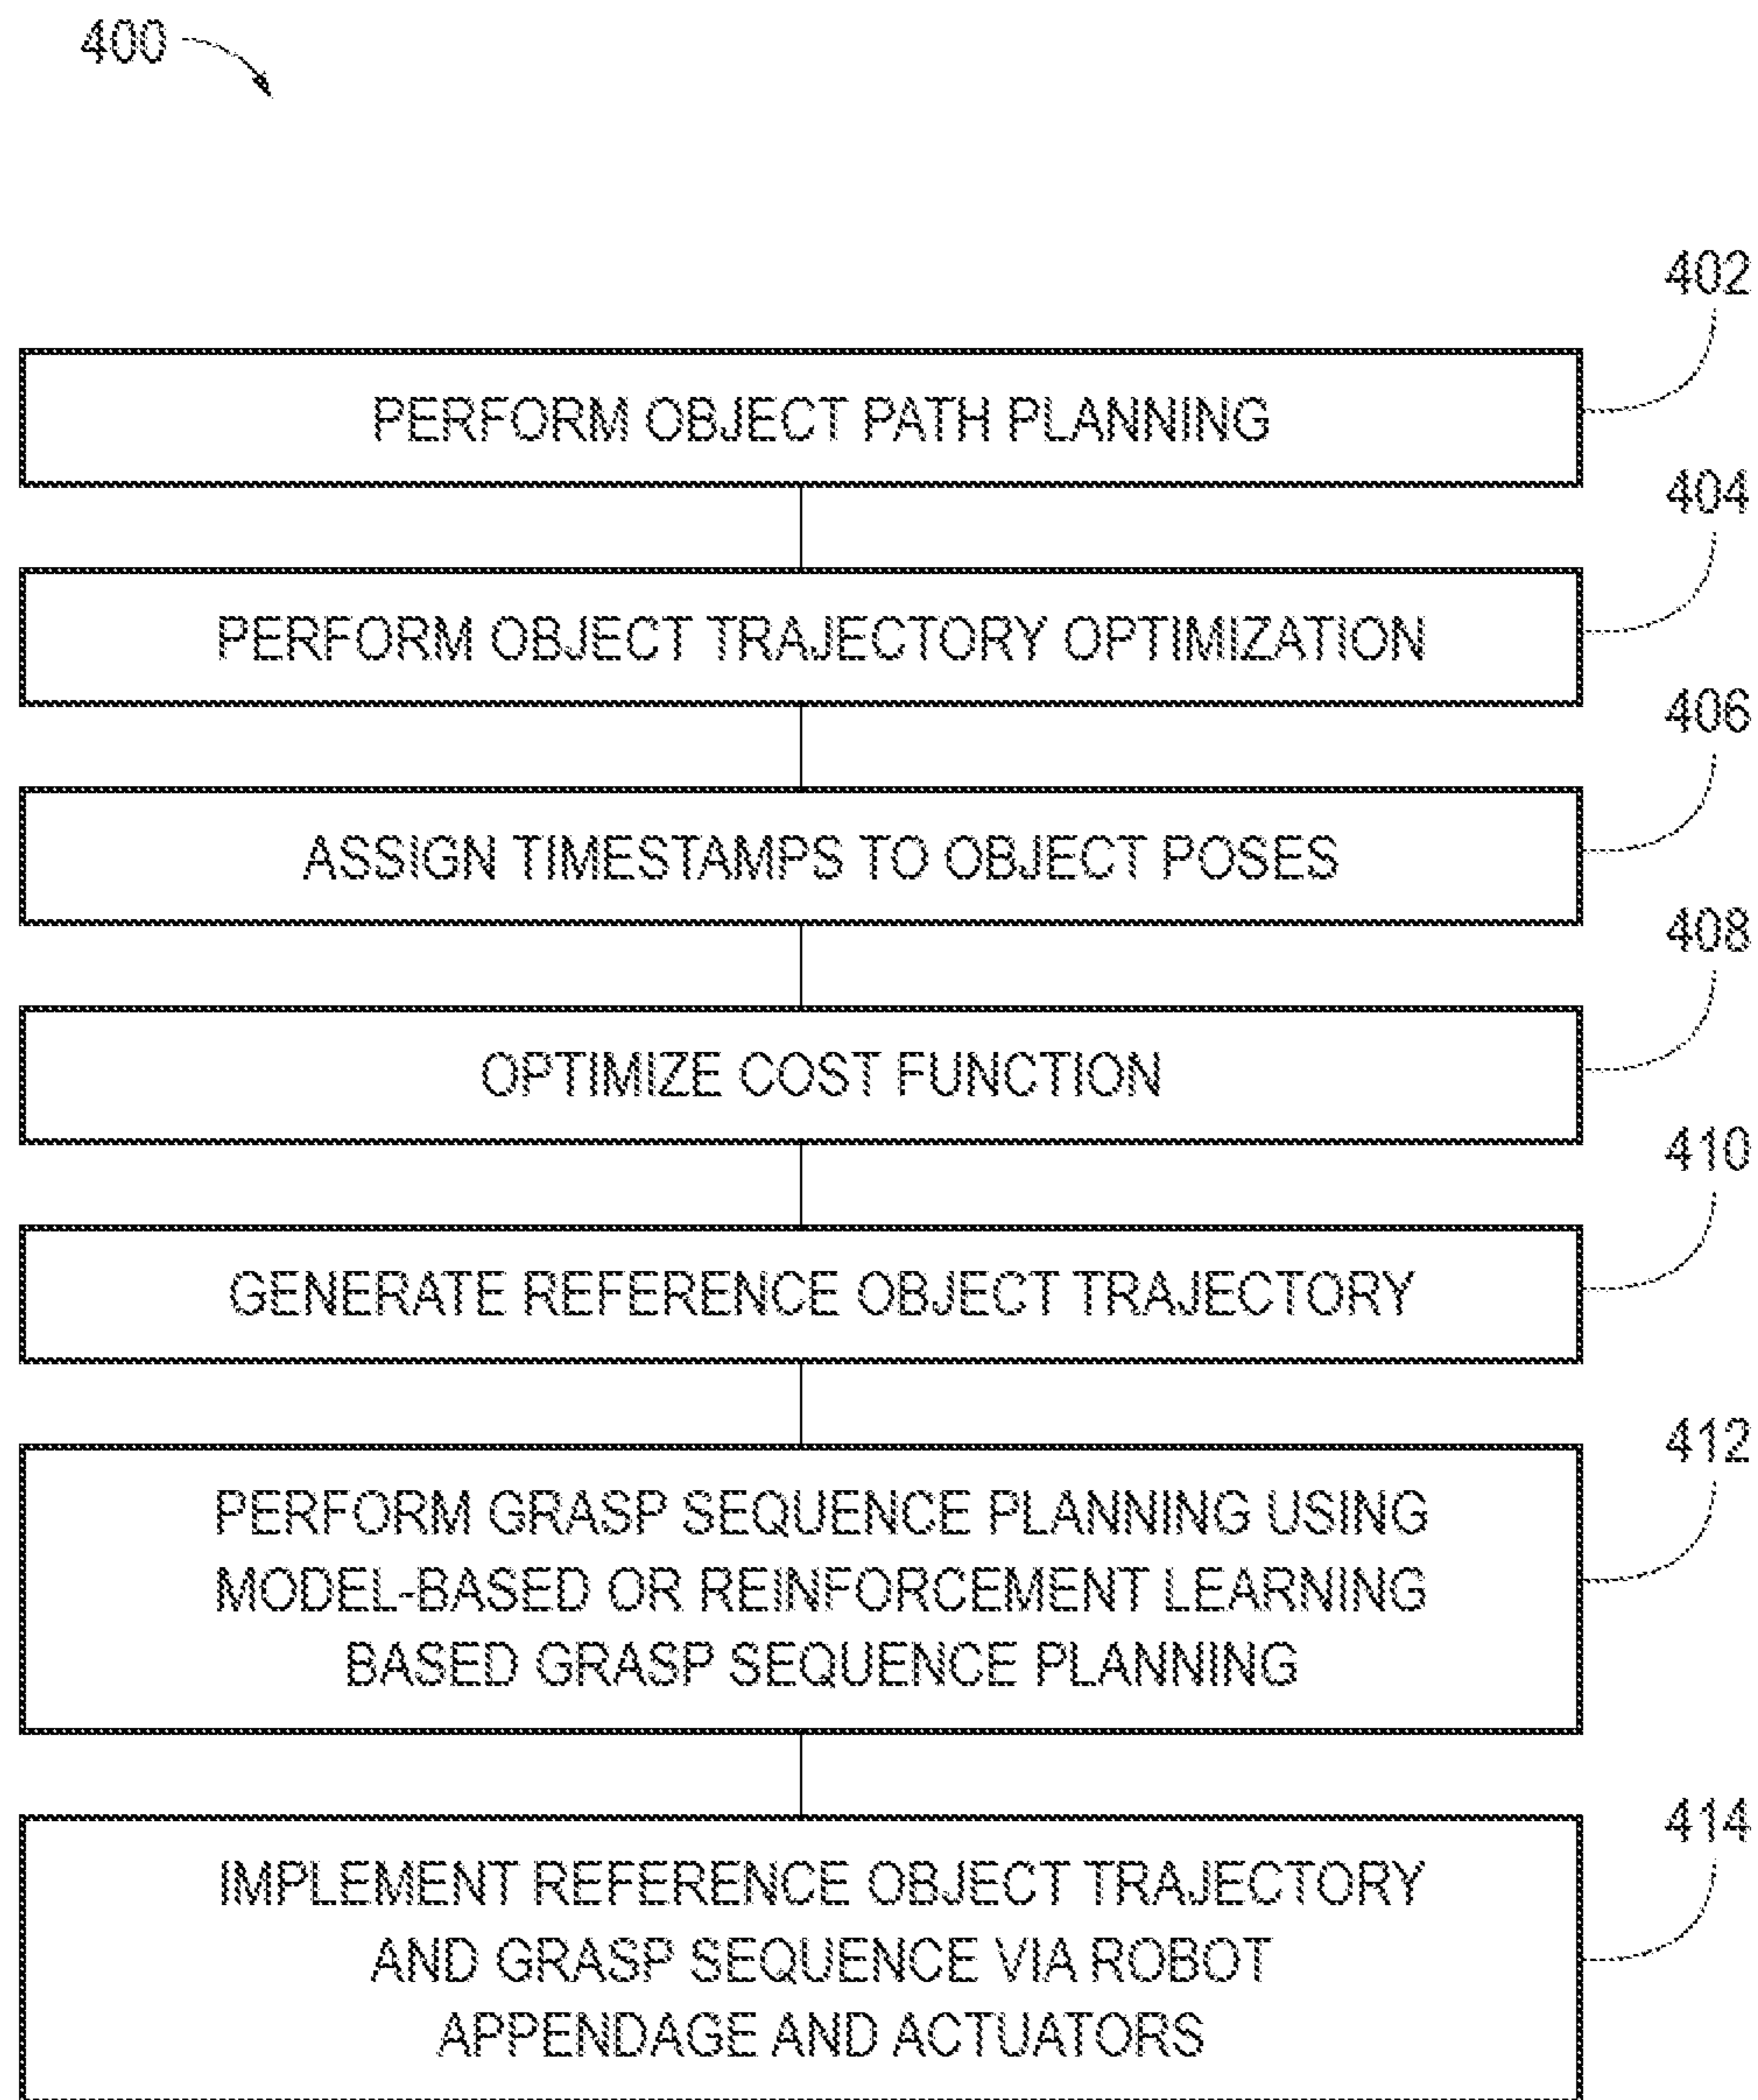 400
402
PERFORM OBJECT PATH PLANNING
404
PERFORM OBJECT TRAJECTORY OPTIMIZATION
406
ASSIGN TIMESTAMPS TO OBJECT POSES
408
OPTIMIZE COST FUNCTION
410
GENERATE REFERENCE OBJECT TRAJECTORY
412
PERFORM GRASP SEQUENCE PLANNING USING
MODEL-BASED OR REINFORCEMENT LEARNING
BASED GRASP SEQUENCE PLANNING
414
IMPLEMENT REFERENCE OBJECT TRAJECTORY
AND GRASP SEQUENCE VIA ROBOT
APPENDAGE AND ACTUATORS